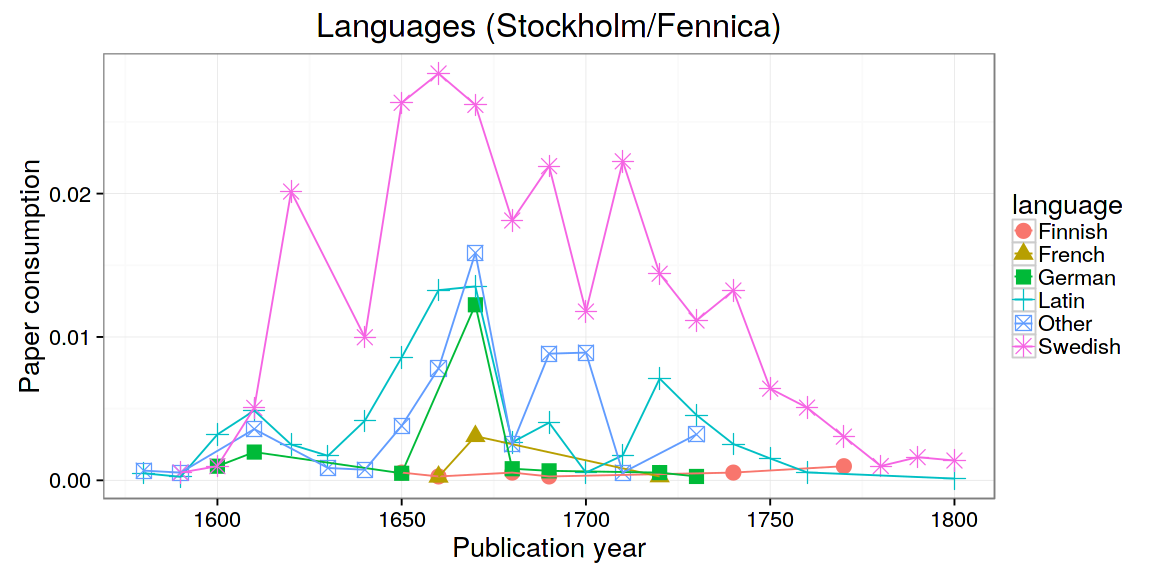 Languages (Stockholm/Fennica)
Paper consumption
0.02
0.01
0.00
1600 1650 1700 1750 1800
Publication year
language
Finnish
French
German
Latin
Other
Swedish